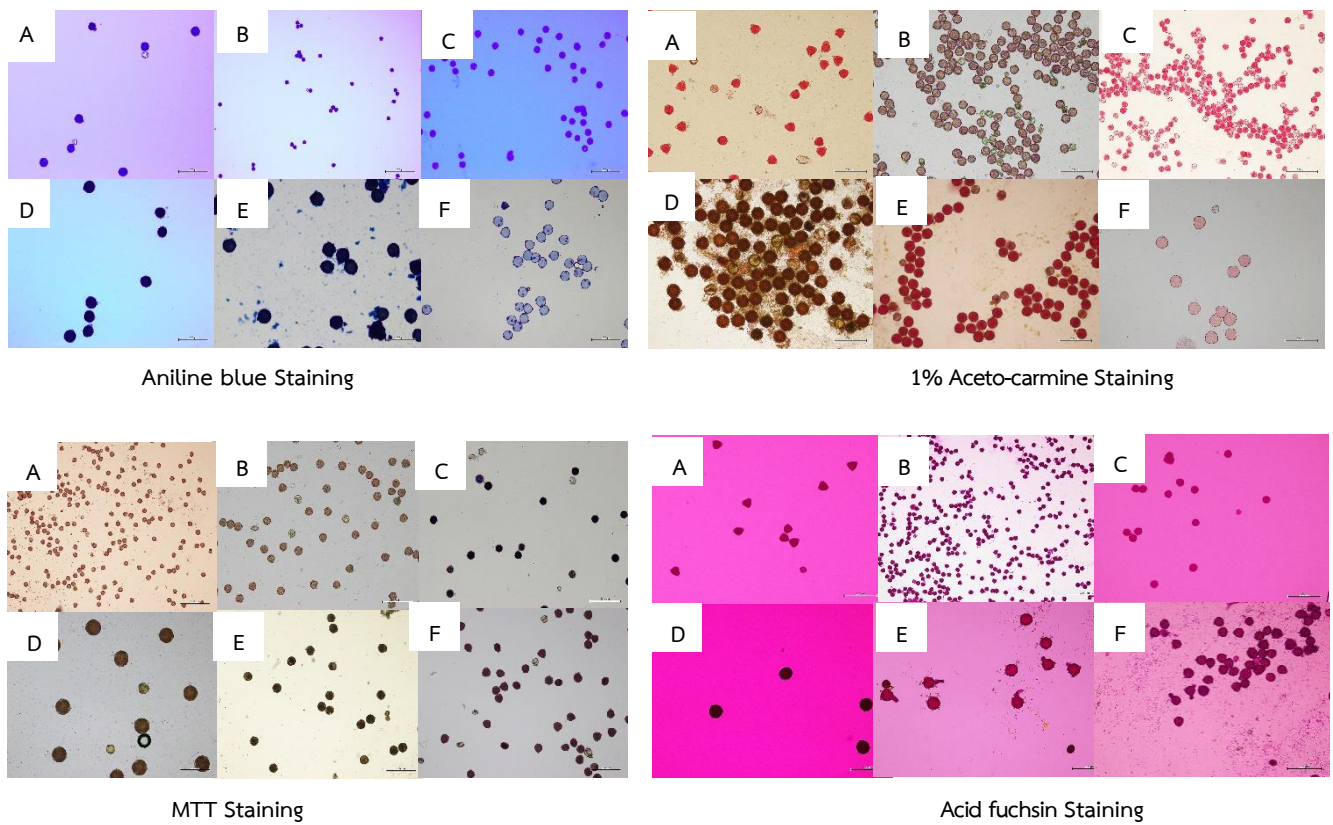 A B C
D E F
Aniline blue Staining
A B C
D E F
1% Aceto-carmine Staining
A B C
D E F
MTT Staining
A B C
D E F
Acid fuchsin Staining